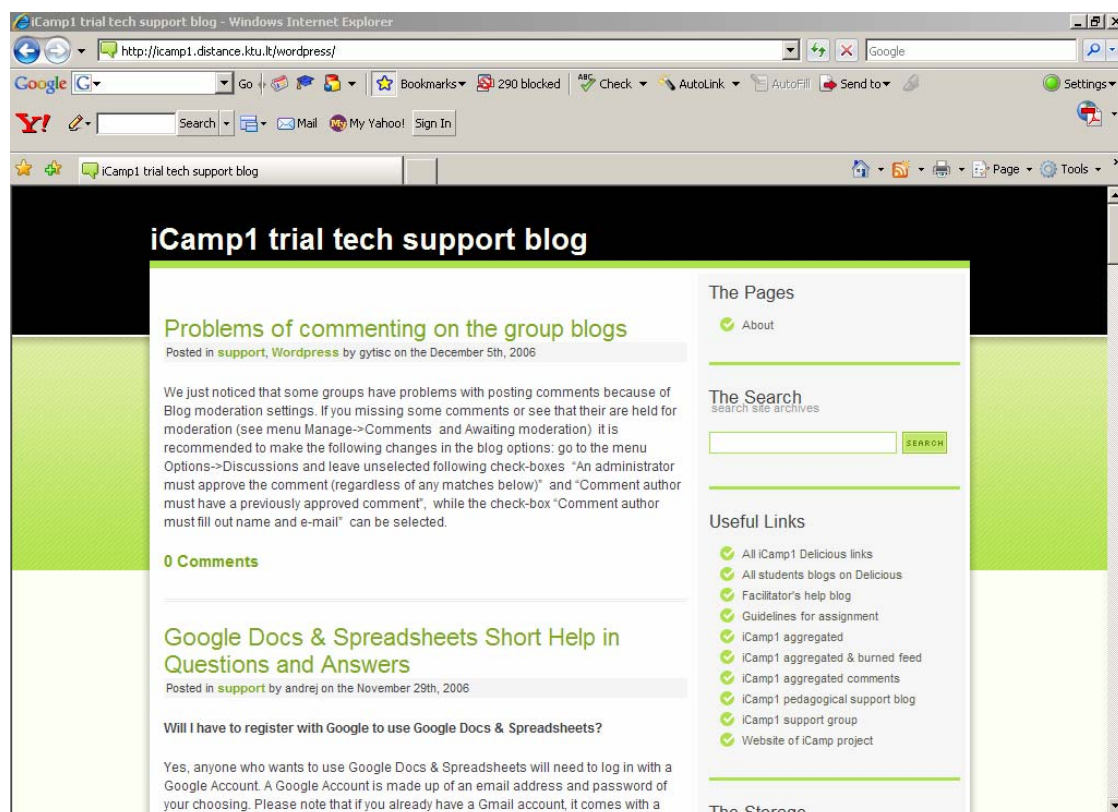 iCamp1 trial tech support blog - Windows Internet Explorer
http://icamp1.distance.ktu.lt/wordpress/
Google
Google G Go Bookmarks 290 blocked ABC Check AutoLink AutoFill Send to Settings
Y! Search Mail My Yahoo! Sign In
iCamp1 trial tech support blog
Page Tools
iCamp1 trial tech support blog
Problems of commenting on the group blogs
Posted in support, Wordpress by gytisc on the December 5th, 2006
We just noticed that some groups have problems with posting comments because of
Blog moderation settings. If you missing some comments or see that their are held for
moderation (see menu Manage->Comments and Awaiting moderation) it is
recommended to make the following changes in the blog options: go to the menu
Options->Discussions and leave unselected following check-boxes “An administrator
must approve the comment (regardless of any matches below)” and “Comment author
must have a previously approved comment”, while the check-box “Comment author
must fill out name and e-mail” can be selected.
0 Comments
Google Docs & Spreadsheets Short Help in
Questions and Answers
Posted in support by andrej on the November 29th, 2006
Will I have to register with Google to use Google Docs & Spreadsheets?
Yes, anyone who wants to use Google Docs & Spreadsheets will need to log in with a
Google Account. A Google Account is made up of an email address and password of
your choosing. Please note that if you already have a Gmail account, it comes with a
The Pages
About
The Search
search site archives
SEARCH
Useful Links
All iCamp1 Delicious links
All students blogs on Delicious
Facilitator's help blog
Guidelines for assignment
iCamp1 aggregated
iCamp1 aggregated & burned feed
iCamp1 aggregated comments
iCamp1 pedagogical support blog
iCamp1 support group
Website of iCamp project
The Storage